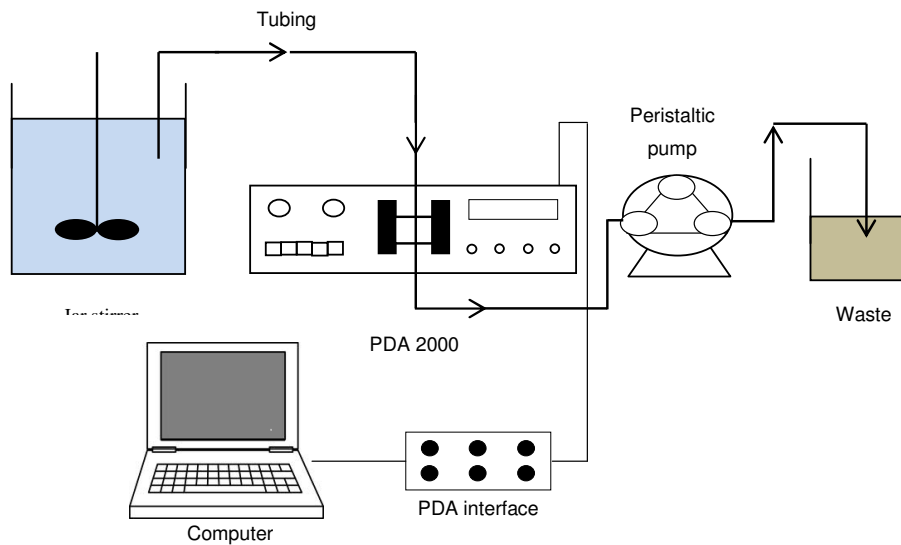 Tubing
Peristaltic
pump
Waste
PDA 2000
PDA interface
Computer